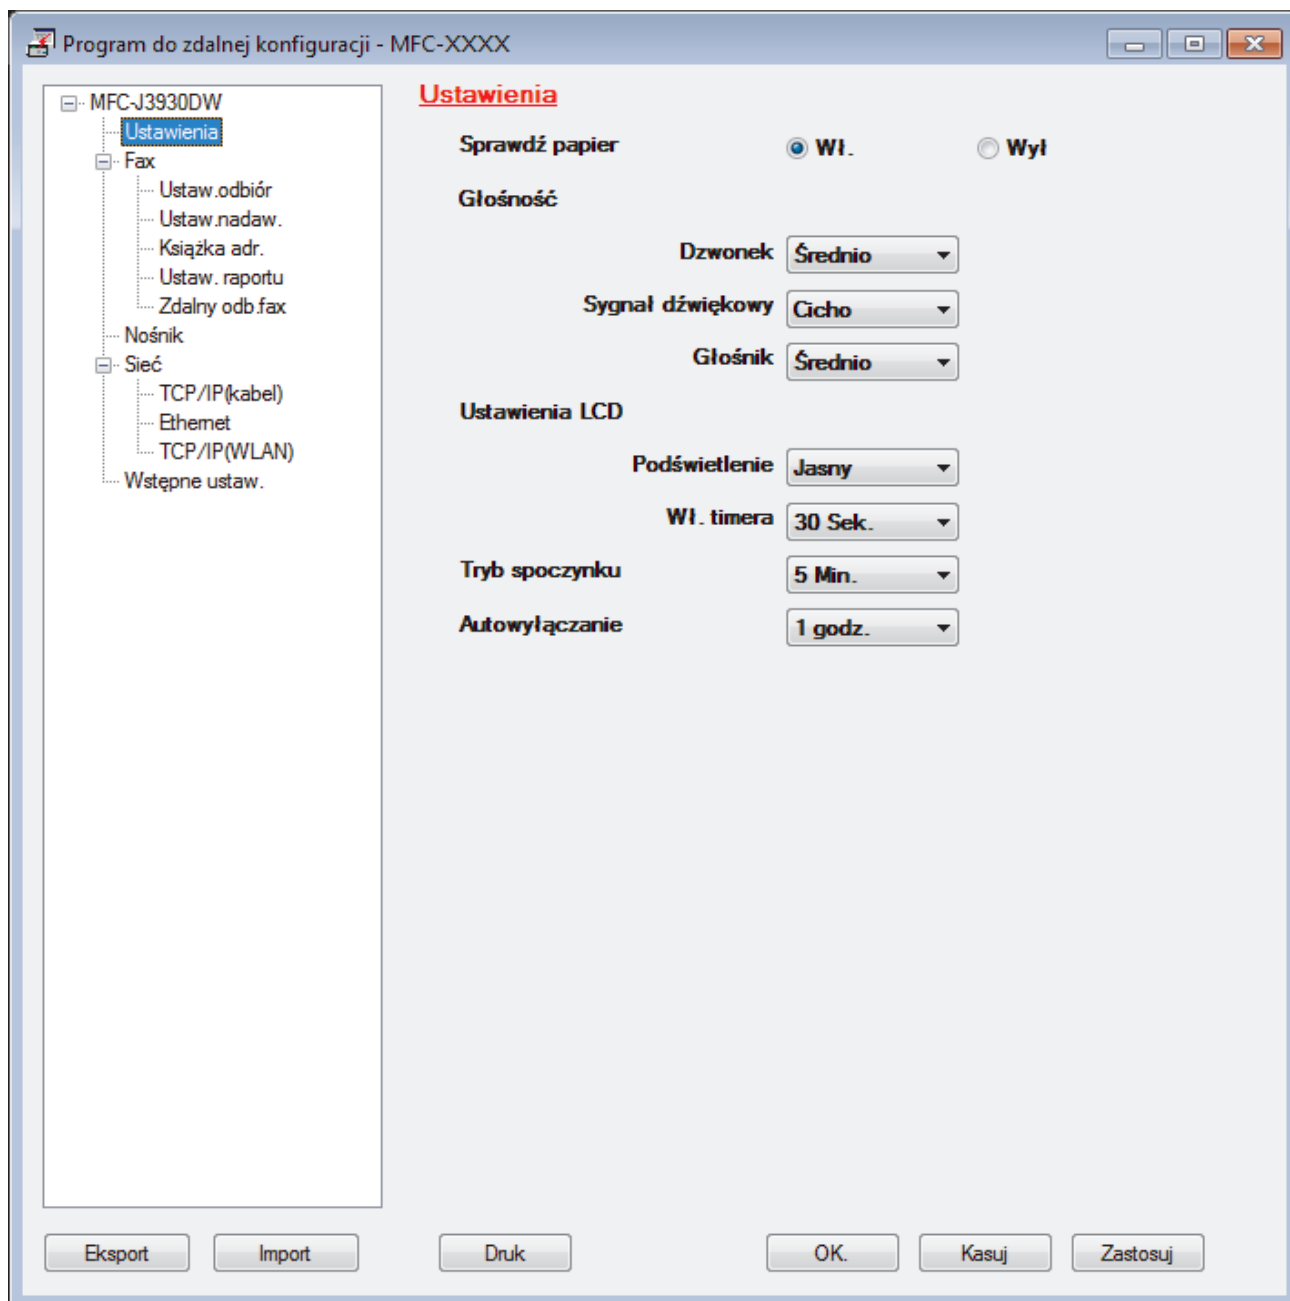 Program do zdalnej konfiguracji - MFC-XXXX
MFC-J3930DW
Ustawienia
Fax
Ustaw.odbiór
Ustaw.nadaw.
Książka adr.
Ustaw. raportu
Zdalny odb.fax
Nośnik
Sieć
TCP/IP(kabel)
Ethernet
TCP/IP(WLAN)
Wstępne ustaw.
Ustawienia
Sprawdź papier Wł. Wył
Głośność
Dzwonek Średnio
Sygnał dźwiękowy Cicho
Głośnik Średnio
Ustawienia LCD
Podświetlenie Jasny
Wł. timera 30 Sek.
Tryb spoczynku 5 Min.
Autowyłączanie 1 godz.
Eksport Import Druk OK. Kasuj Zastosuj